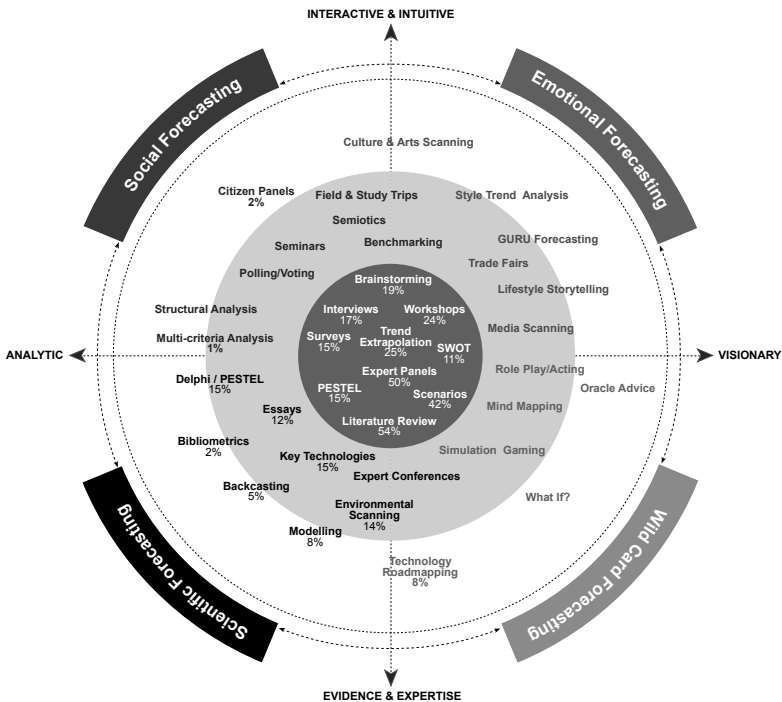 INTERACTIVE & INTUITIVE
Social Forecasting
Emotional Forecasting
Culture & Arts Scanning
Citizen Panels
2%
Field & Study Trips
Style Trend Analysis
Semiotics
Seminars
Benchmarking
GURU Forecasting
Polling/Voting
Trade Fairs
Brainstorming
19%
Lifestyle Storytelling
Structural Analysis
Interviews
17%
Workshops
24%
Multi-criteria Analysis
1%
Surveys
15%
Trend
Extrapolation
25%
SWOT
11%
Media Scanning
ANALYTIC
VISIONARY
Delphi / PESTEL
15%
Expert Panels
50%
Role Play/Acting
Oracle Advice
PESTEL
15%
Scenarios
42%
Mind Mapping
Essays
12%
Literature Review
54%
Bibliometrics
2%
Simulation Gaming
Key Technologies
15%
Expert Conferences
Backcasting
5%
What If?
Environmental
Scanning
14%
Modelling
8%
Technology
Roadmapping
8%
Scientific Forecasting
Wild Card Forecasting
EVIDENCE & EXPERTISE